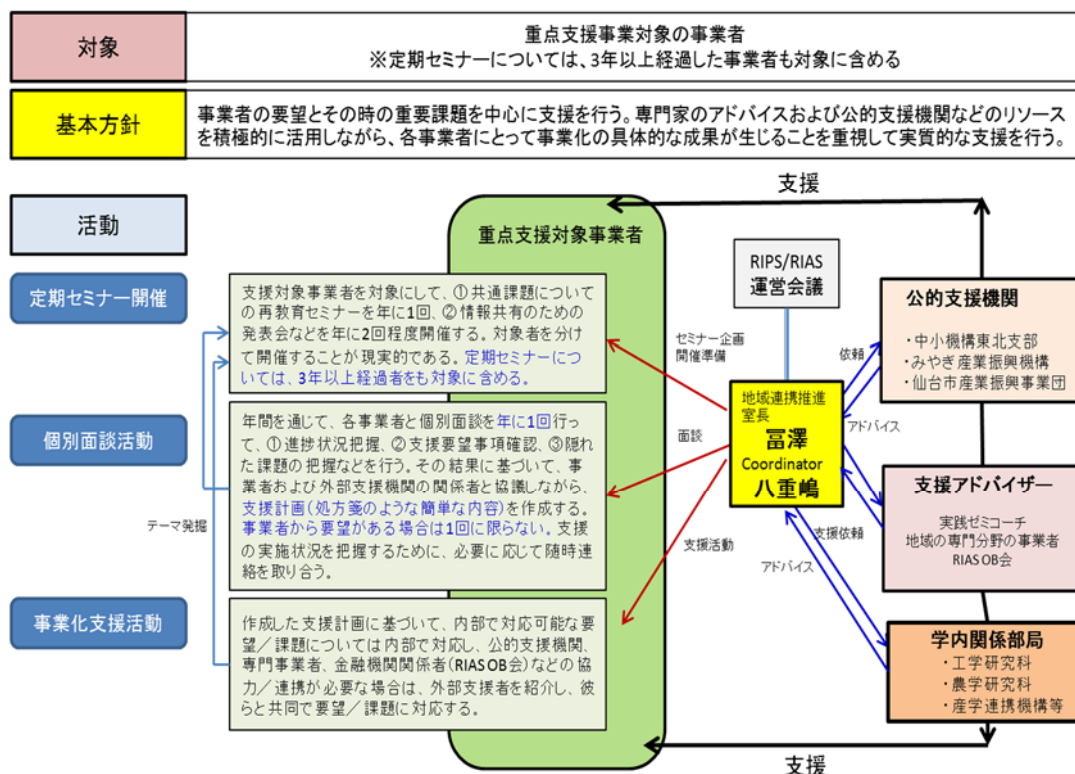 対象
重点支援事業対象の事業者
※定期セミナーについては、3年以上経過した事業者も対象に含める
基本方針
事業者の要望とその時の重要課題を中心に支援を行う。専門家のアドバイスおよび公的支援機関などのリソース
を積極的に活用しながら、各事業者にとって事業化の具体的な成果が生じることを重視して実質的な支援を行う。
支援
活動
重点支援対象事業者
RIPS/RIAS
運営会議
定期セミナー開催
支援対象事業者を対象にして、①共通課題について
の再教育セミナーを年に1回、②情報共有のための
発表会などを年に2回程度開催する。対象者を分け
て開催することが現実的である。定期セミナーにつ
いては、3年以上経過者をも対象に含める。
セミナー企画
開催準備
依頼
公的支援機関
・中小機構東北支部
・みやぎ産業振興機構
・仙台市産業振興事業団
個別面談活動
年間を通じて、各事業者と個別面談を年に1回行っ
て、①進捗状況把握、②支援要望事項確認、③隠れ
た課題の把握などを行う。その結果に基づいて、事
業者および外部支援機関の関係者と協議しながら、
支援計画(処方箋のような簡単な内容)を作成する。
事業者から要望がある場合は1回に限らない。支援
の実施状況を把握するために、必要に応じて随時連
絡を取り合う。
面談
地域連携推進
室長
冨澤
Coordinator
八重嶋
アドバイス
支援アドバイザー
実践ゼミコーチ
地域の専門分野の事業者
RIAS OB会
テーマ発掘
支援活動
支援依頼
アドバイス
事業化支援活動
作成した支援計画に基づいて、内部で対応可能な要
望/課題については内部で対応し、公的支援機関、
専門事業者、金融機関関係者(RIAS OB会)などの協
力/連携が必要な場合は、外部支援者を紹介し、彼
らと共同で要望/課題に対応する。
学内関係部局
・工学研究科
・農学研究科
・産学連携機構等
支援